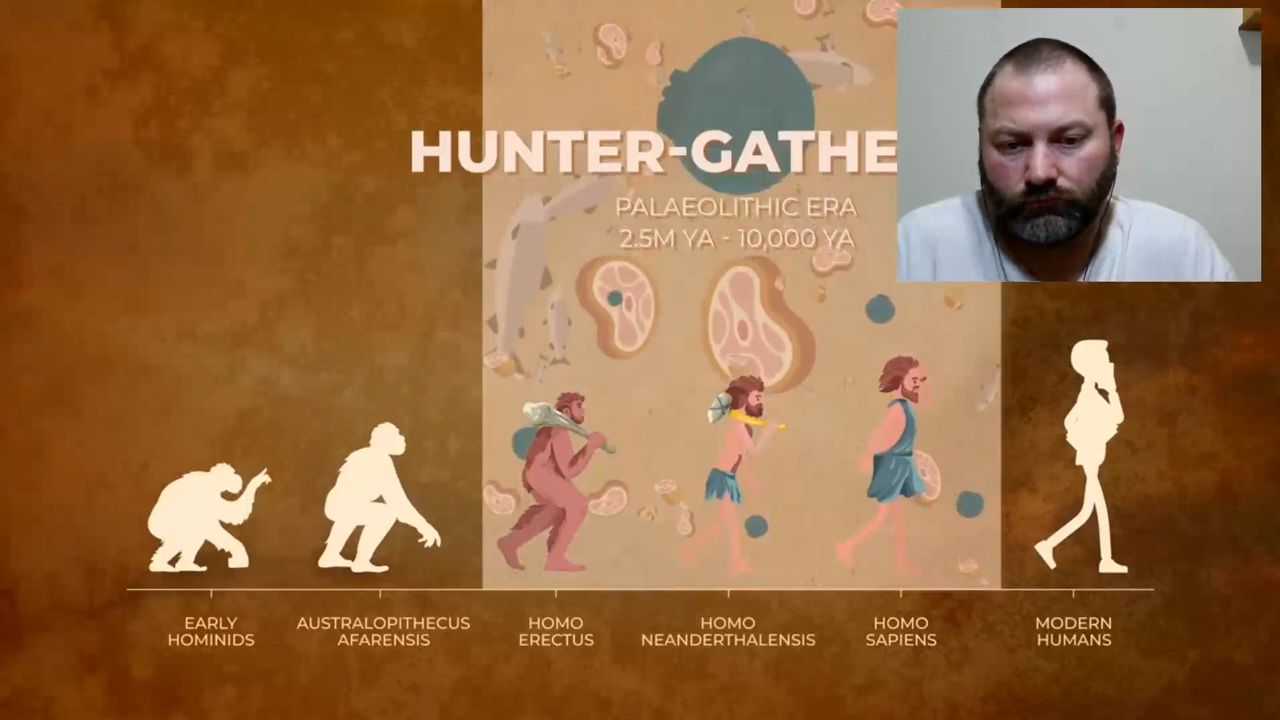 HUNTER-GATHE
PALAEOLITHIC ERA
2.5M YA - 10,000 YA
EARLY
HOMINIDS
AUSTRALOPITHECUS
AFARENSIS
HOMO
ERECTUS
HOMO
NEANDERTHALENSIS
HOMO
SAPIENS
MODERN
HUMANS